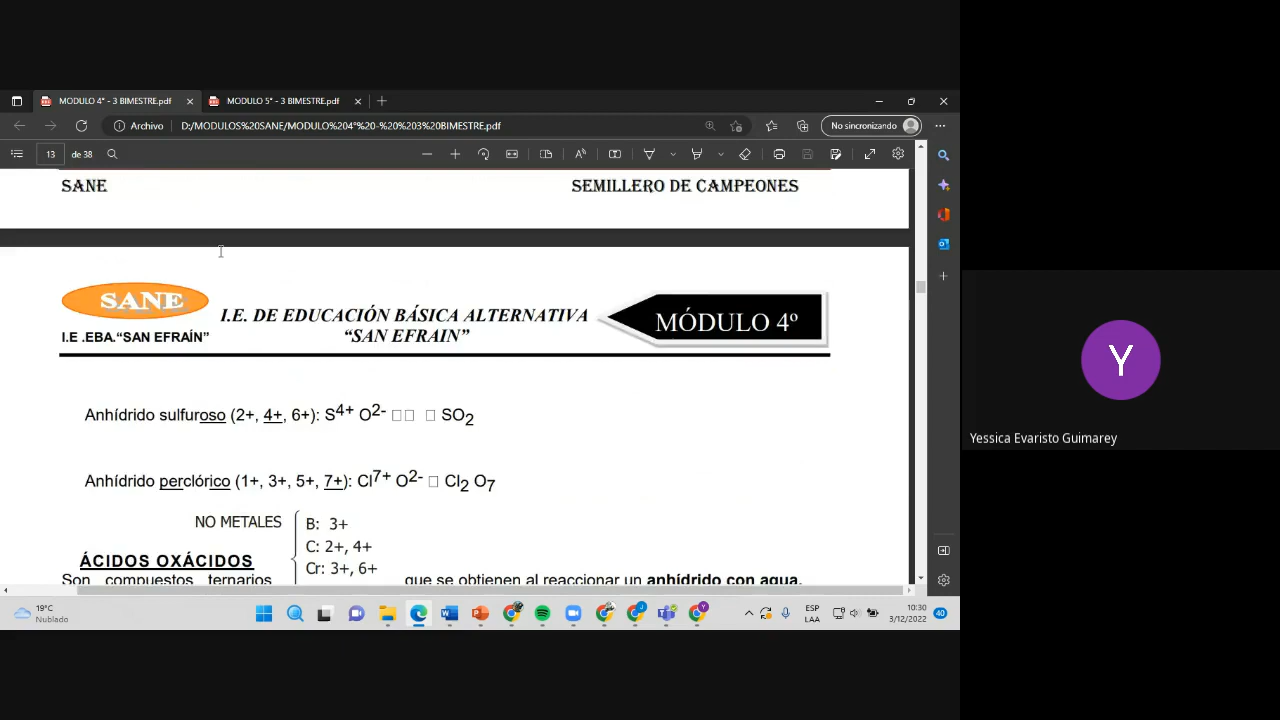 MODULO 4° - 3 BIMESTRE.pdf
MODULO 5° - 3 BIMESTRE.pdf
Archivo D:/MODULOS%20SANE/MODULO%204°%20-%20%203%20BIMESTRE.pdf
No sincronizando
13 de 38
SANE SEMILLERO DE CAMPEONES
SANE
I.E .EBA.“SAN EFRAÍN”
I.E. DE EDUCACIÓN BÁSICA ALTERNATIVA
“SAN EFRAIN”
MÓDULO 4º
Anhídrido sulfuroso (2+, 4+, 6+): S4+ O2- □□ □ SO2
Anhídrido perclórico (1+, 3+, 5+, 7+): Cl7+ O2- □ Cl2 O7
NO METALES
B: 3+
C: 2+, 4+
Cr: 3+, 6+
ÁCIDOS OXÁCIDOS
Son compuestos ternarios que se obtienen al reaccionar un anhídrido con agua.
Y
Yessica Evaristo Guimarey
19°C
Nublado
ESP
LAA
10:30
3/12/2022
40